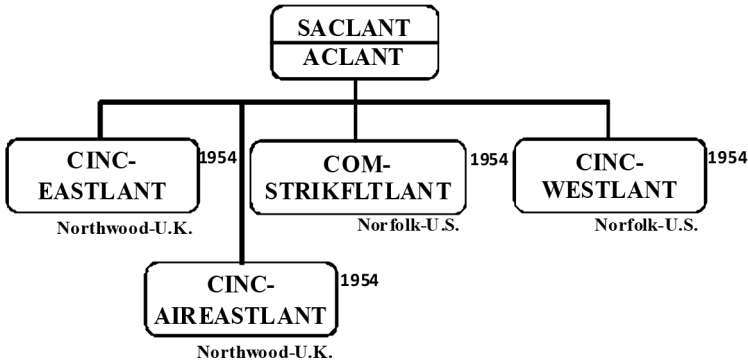 SACLANT
ACLANT
CINC-
EASTLANT
1954
Northwood-U.K.
COM-
STRIKFLTLANT
1954
Norfolk-U.S.
CINC-
WESTLANT
1954
Norfolk-U.S.
CINC-
AIREASTLANT
1954
Northwood-U.K.